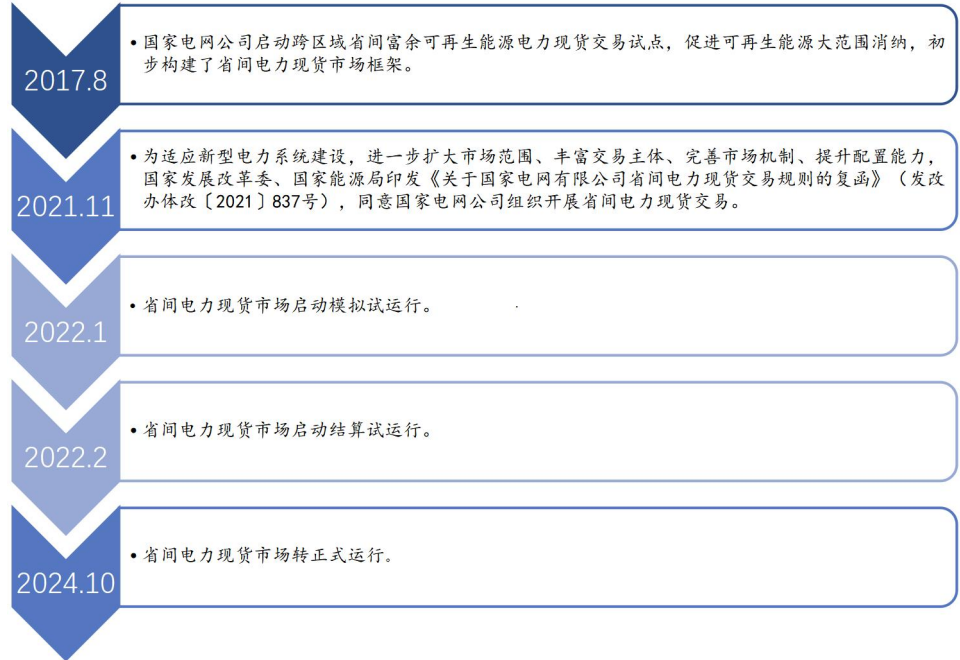 2017.8
•国家电网公司启动跨区域省间富余可再生能源电力现货交易试点，促进可再生能源大范围消纳，初
步构建了省间电力现货市场框架。
2021.11
•为适应新型电力系统建设，进一步扩大市场范围、丰富交易主体、完善市场机制、提升配置能力，
国家发展改革委、国家能源局印发《关于国家电网有限公司省间电力现货交易规则的复函》（发改
办体改〔2021〕837号），同意国家电网公司组织开展省间电力现货交易。
2022.1
•省间电力现货市场启动模拟试运行。
2022.2
•省间电力现货市场启动结算试运行。
2024.10
•省间电力现货市场转正式运行。